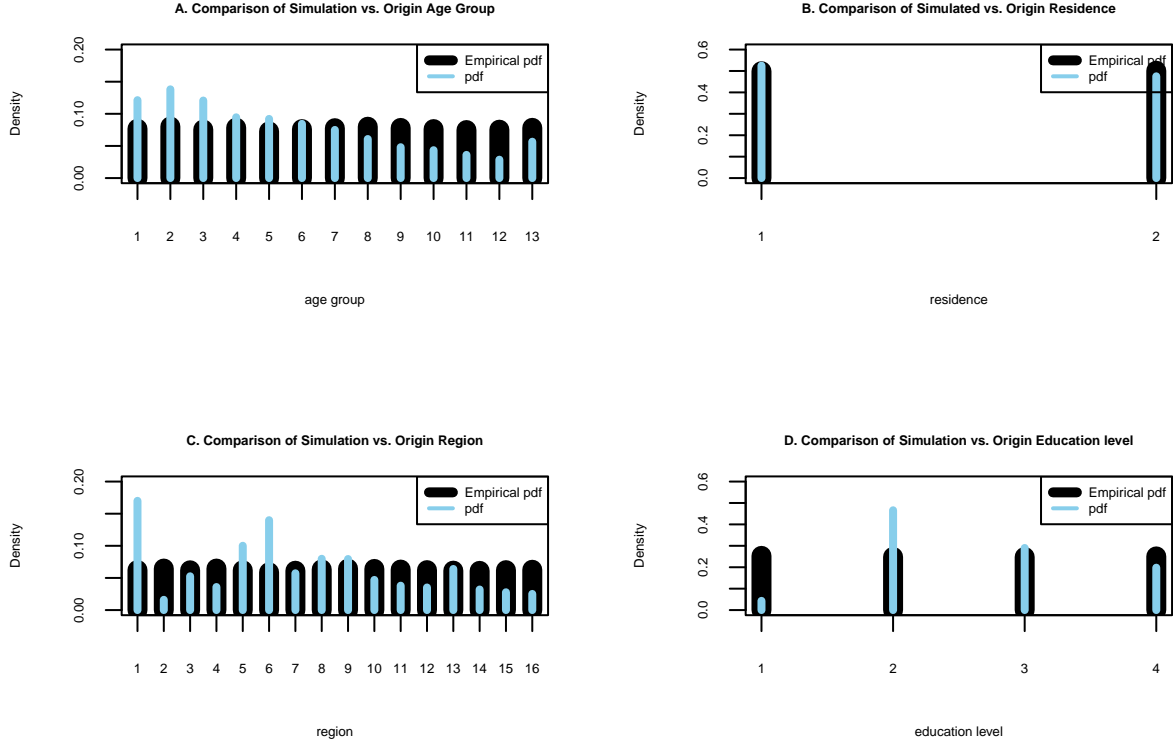 A. Comparison of Simulation vs. Origin Age Group
Density
0.20
0.10
0.00
Empirical pdf
pdf
1 2 3 4 5 6 7 8 9 10 11 12 13
age group
B. Comparison of Simulated vs. Origin Residence
Density
0.6
0.4
0.2
0.0
Empirical pdf
pdf
1 2
residence
C. Comparison of Simulation vs. Origin Region
Density
0.20
0.10
0.00
Empirical pdf
pdf
1 2 3 4 5 6 7 8 9 10 11 12 13 14 15 16
region
D. Comparison of Simulation vs. Origin Education level
Density
0.6
0.4
0.2
0.0
Empirical pdf
pdf
1 2 3 4
education level